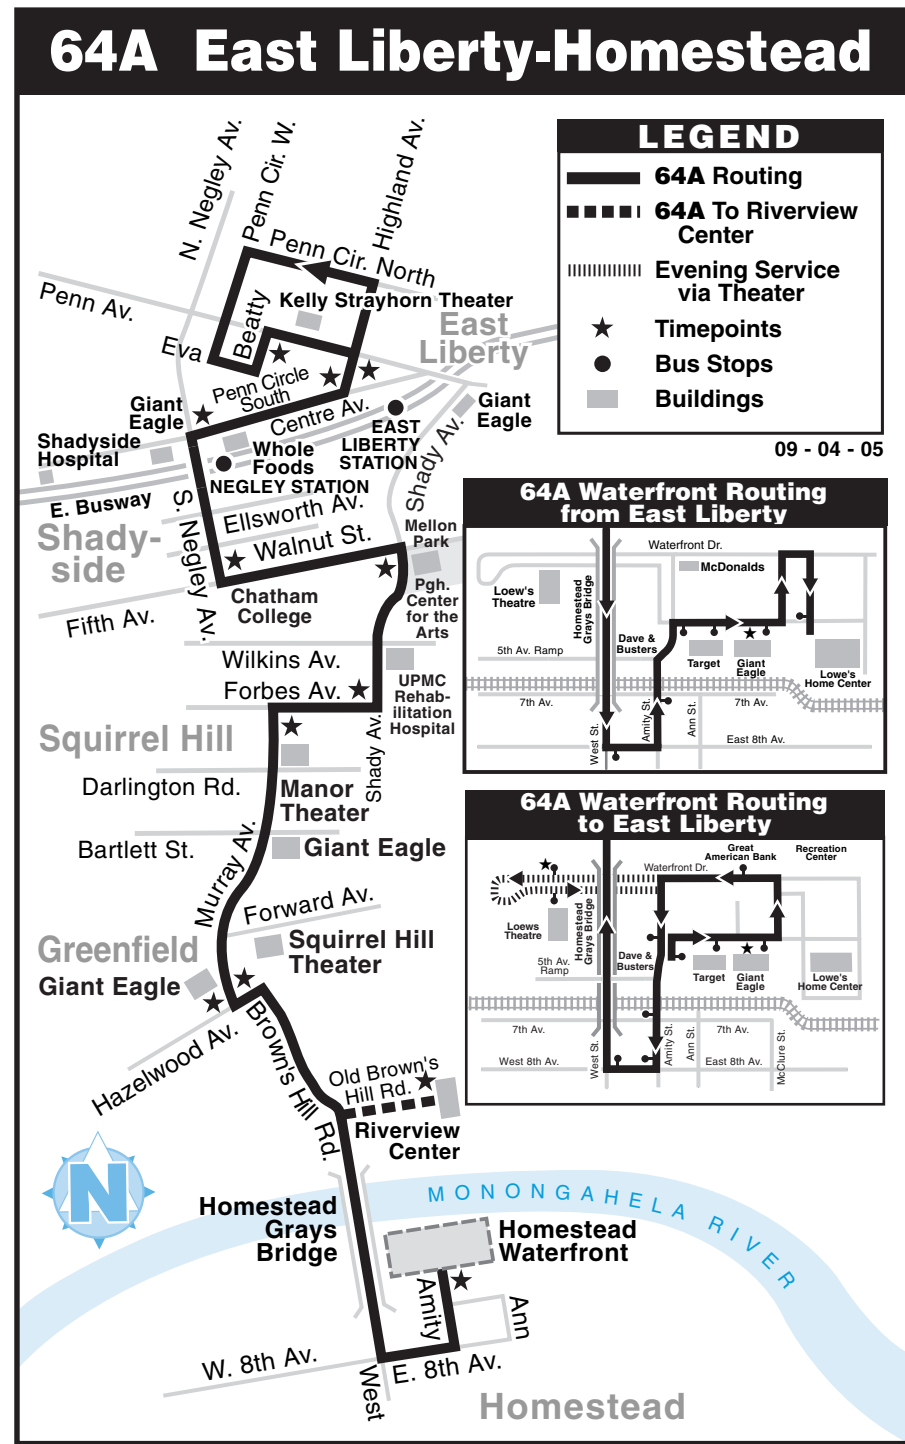 64A East Liberty-Homestead
N. Negley Av.
Penn Cir. W.
Highland Av.
Penn Cir. North
Penn Av.
Kelly Strayhorn Theater
East
Liberty
Eva
Beatty
Penn Circle
South
Centre Av.
Giant
Eagle
Giant
Eagle
Shadyside
Hospital
Whole
Foods
EAST
LIBERTY
STATION
NEGLEY STATION
Shady Av.
E. Busway
S. Negley Av.
Ellsworth Av.
Shady-
side
Walnut St.
Mellon
Park
Chatham
College
Pgh.
Center
for the
Arts
Fifth Av.
Wilkins Av.
Forbes Av.
UPMC
Rehab-
ilitation
Hospital
Squirrel Hill
Shady Av.
Darlington Rd.
Manor
Theater
Bartlett St.
Giant Eagle
Murray Av.
Forward Av.
Greenfield
Squirrel Hill
Theater
Giant Eagle
Hazelwood Av.
Brown's Hill Rd.
Old Brown's
Hill Rd.
Riverview
Center
N
MONONGAHELA RIVER
Homestead
Grays
Bridge
Homestead
Waterfront
Amity
Ann
W. 8th Av.
E. 8th Av.
West
Homestead
LEGEND
64A Routing
64A To Riverview
Center
Evening Service
via Theater
Timepoints
Bus Stops
Buildings
09 - 04 - 05
64A Waterfront Routing
from East Liberty
Waterfront Dr.
McDonalds
Loew's
Theatre
Homestead
Grays Bridge
Dave &
Busters
5th Av. Ramp
Target
Giant
Eagle
Lowe's
Home Center
7th Av.
7th Av.
West St.
Amity St.
Ann St.
East 8th Av.
64A Waterfront Routing
to East Liberty
Great
American Bank
Recreation
Center
Waterfront Dr.
Loews
Theatre
Homestead
Grays Bridge
Dave &
Busters
5th Av.
Ramp
Target
Giant
Eagle
Lowe's
Home Center
7th Av.
7th Av.
West St.
Amity St.
Ann St.
McClure St.
West 8th Av.
East 8th Av.